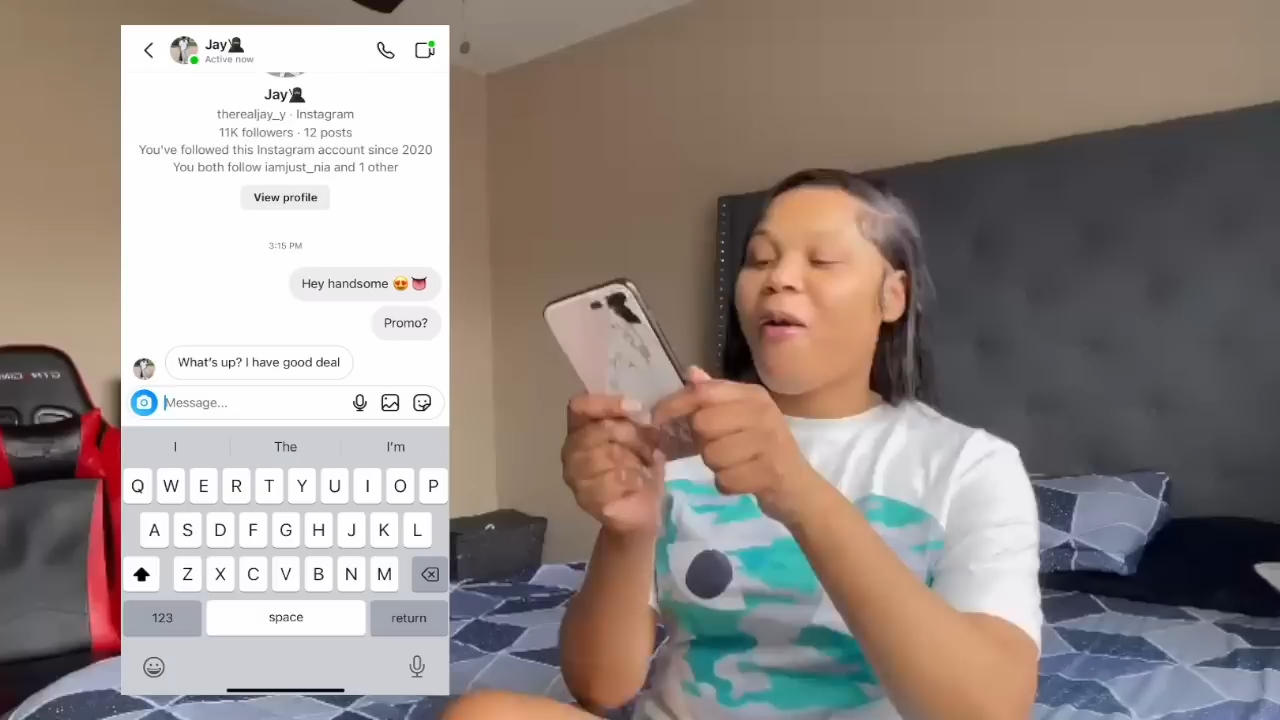 Jay
Active now
Jay
therealjay_y · Instagram
11K followers · 12 posts
You've followed this Instagram account since 2020
You both follow iamjust_nia and 1 other
View profile
3:15 PM
Hey handsome 😍👅
Promo?
What's up? I have good deal
Message...
I The I'm
Q W E R T Y U I O P
A S D F G H J K L
Z X C V B N M
123 space return